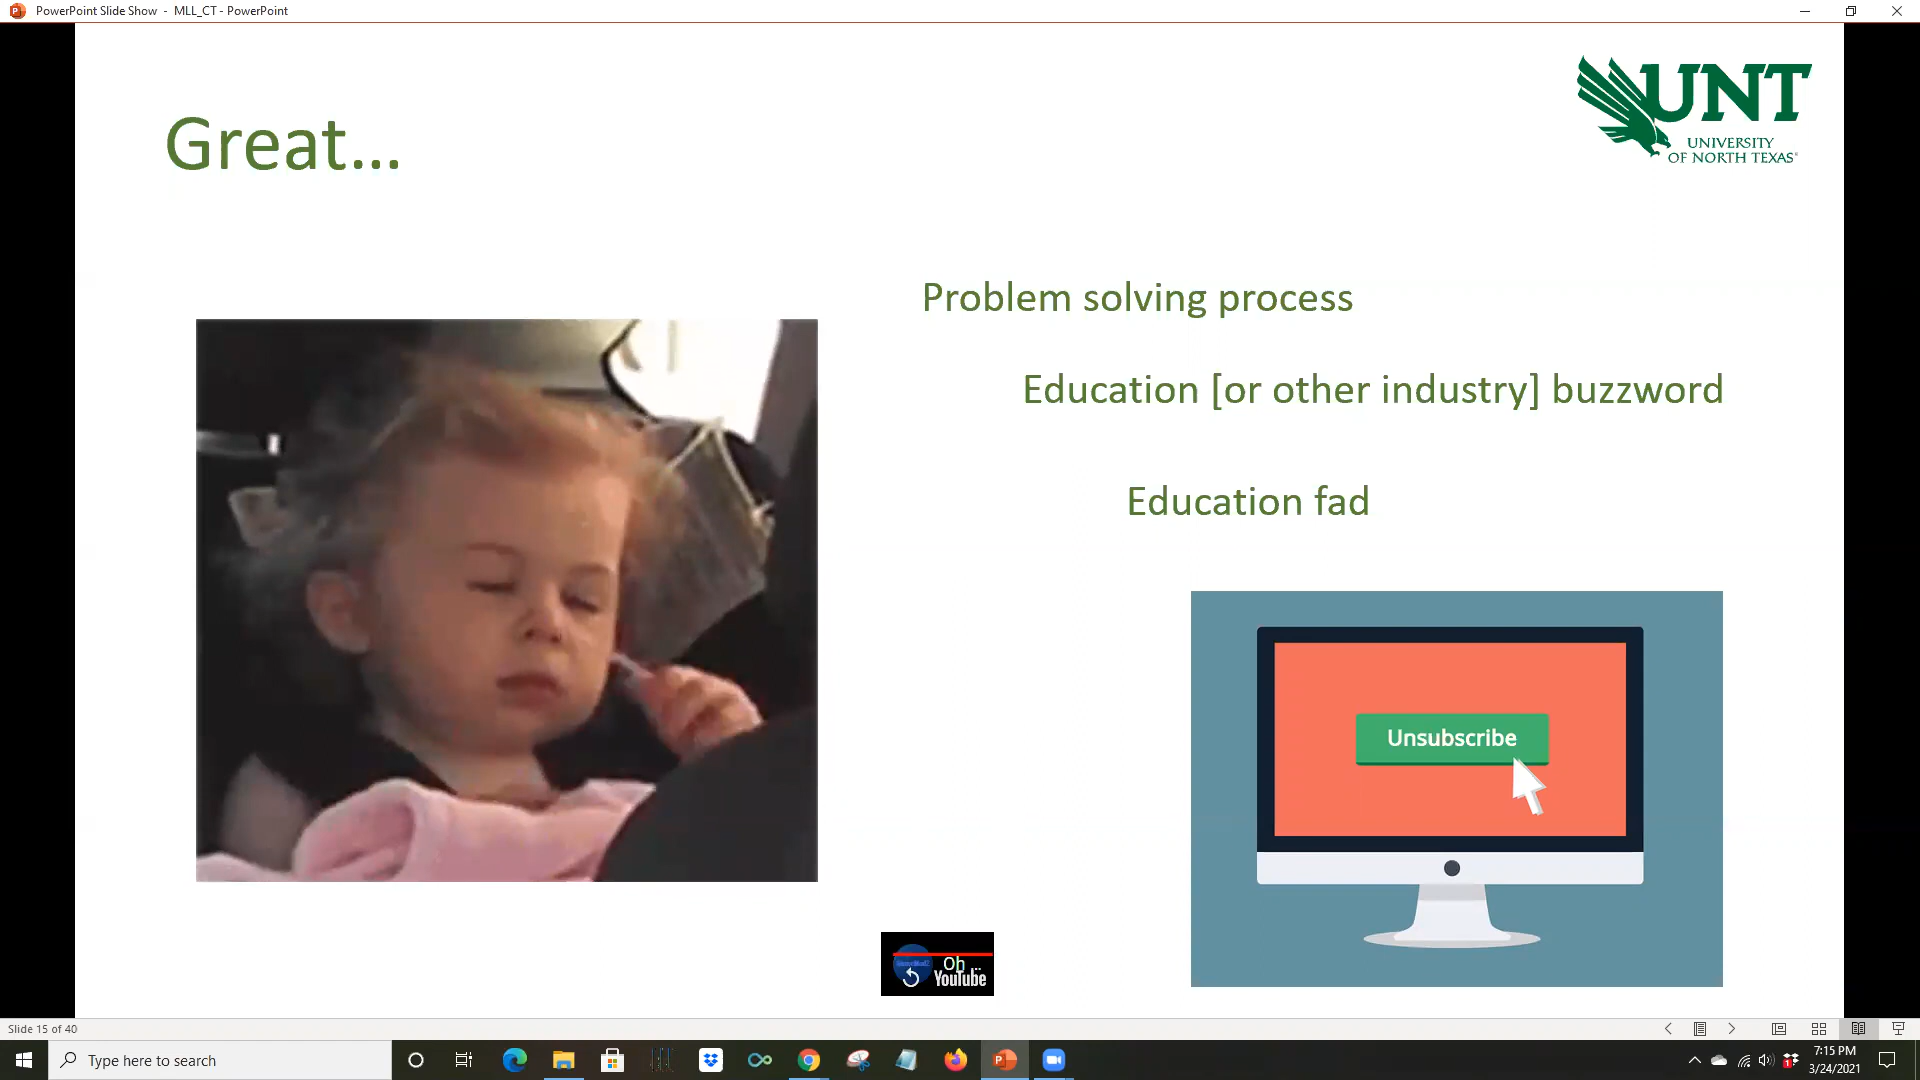 PowerPoint Slide Show - MLL_CT - PowerPoint
UNT
UNIVERSITY
OF NORTH TEXAS®
Great...
Problem solving process
Education [or other industry] buzzword
Education fad
Unsubscribe
Oh ...
YouTube
Slide 15 of 40
Type here to search
7:15 PM
3/24/2021